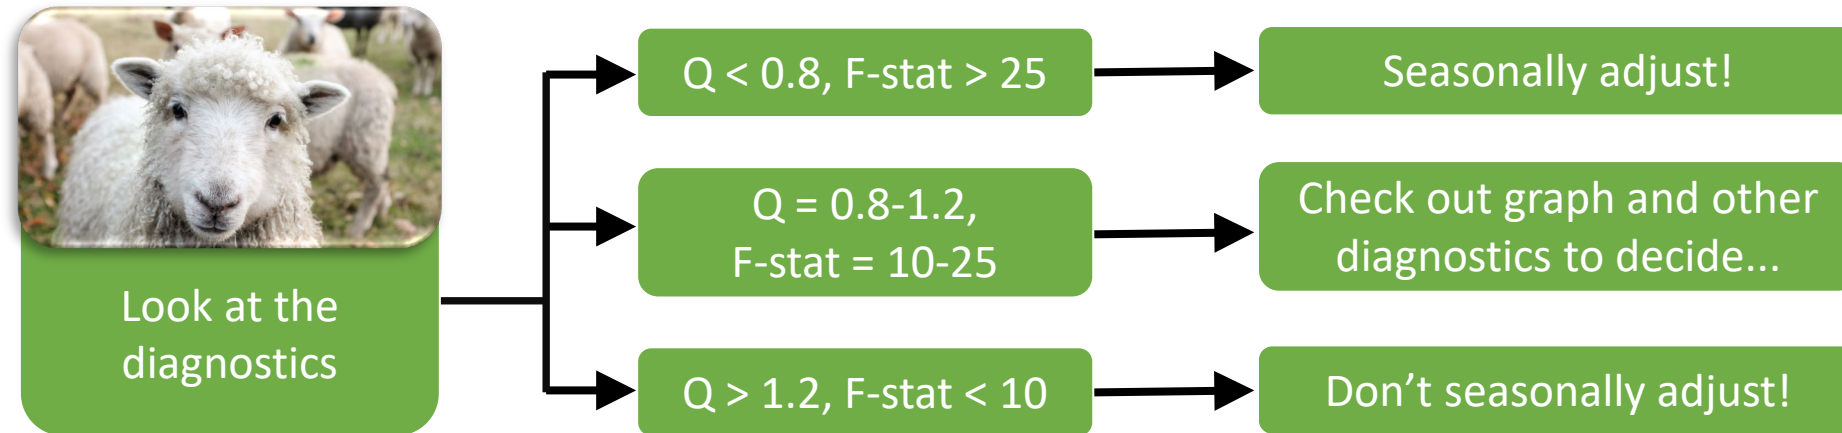 Look at the
diagnostics
Q < 0.8, F-stat > 25
Seasonally adjust!
Q = 0.8-1.2,
F-stat = 10-25
Check out graph and other
diagnostics to decide...
Q > 1.2, F-stat < 10
Don’t seasonally adjust!